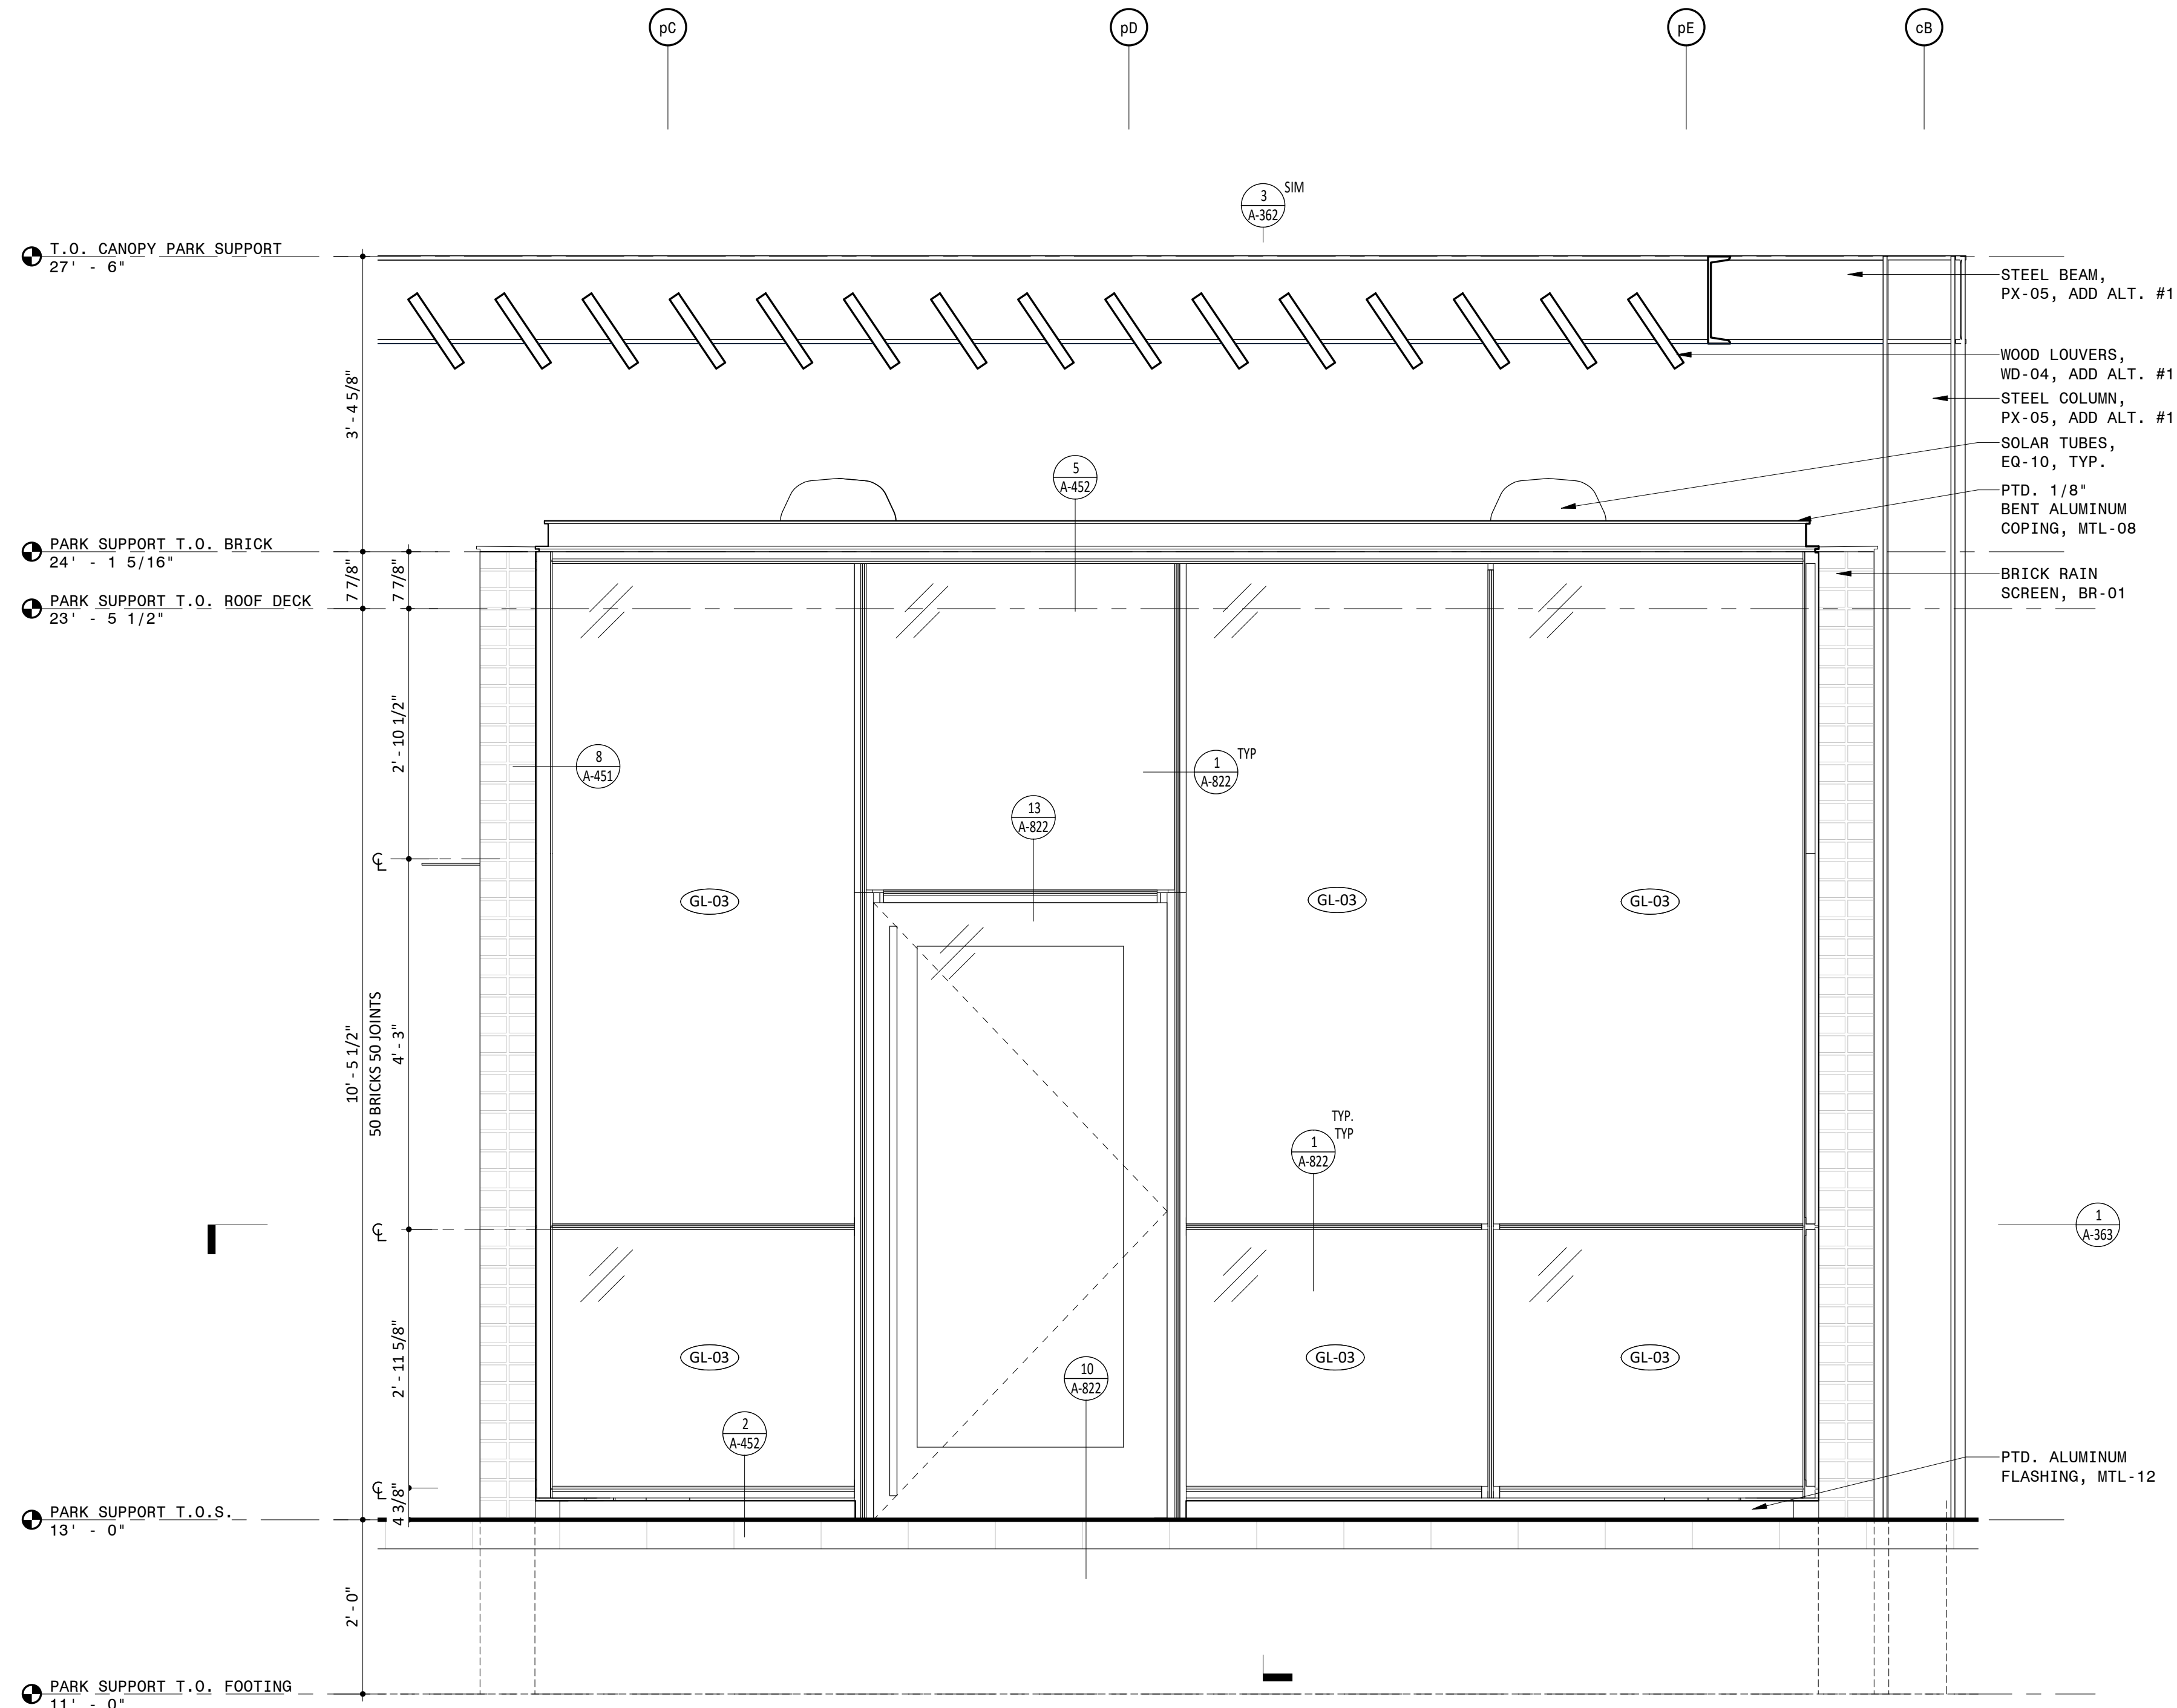 pC
pD
pE
cB
3
A-362
SIM
T.O. CANOPY PARK SUPPORT
27' - 6"
STEEL BEAM,
PX-05, ADD ALT. #1
WOOD LOUVERS,
WD-04, ADD ALT. #1
STEEL COLUMN,
PX-05, ADD ALT. #1
SOLAR TUBES,
EQ-10, TYP.
PTD. 1/8"
BENT ALUMINUM
COPING, MTL-08
BRICK RAIN
SCREEN, BR-01
3' - 4 5/8"
5
A-452
PARK SUPPORT T.O. BRICK
24' - 1 5/16"
7 7/8"
7 7/8"
PARK SUPPORT T.O. ROOF DECK
23' - 5 1/2"
2' - 10 1/2"
8
A-451
1
A-822
TYP
13
A-822
℄
GL-03
GL-03
GL-03
10' - 5 1/2"
50 BRICKS 50 JOINTS
4' - 3"
TYP.
TYP
1
A-822
℄
1
A-363
2' - 11 5/8"
GL-03
GL-03
GL-03
10
A-822
2
A-452
℄
4 3/8"
PTD. ALUMINUM
FLASHING, MTL-12
PARK SUPPORT T.O.S.
13' - 0"
2' - 0"
PARK SUPPORT T.O. FOOTING
11' - 0"